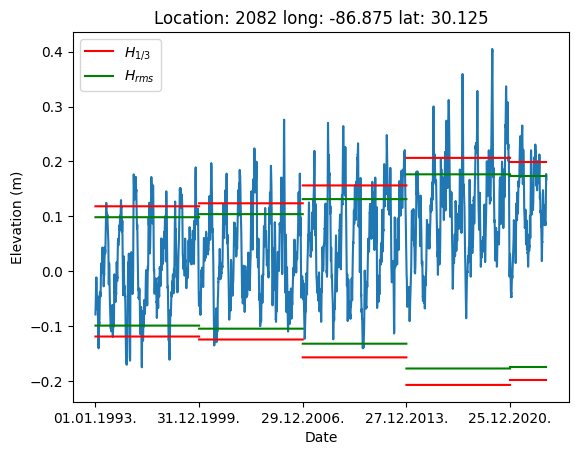 Location: 2082 long: -86.875 lat: 30.125
H1/3
Hrms
Elevation (m)
0.4
0.3
0.2
0.1
0.0
−0.1
−0.2
01.01.1993. 31.12.1999. 29.12.2006. 27.12.2013. 25.12.2020.
Date